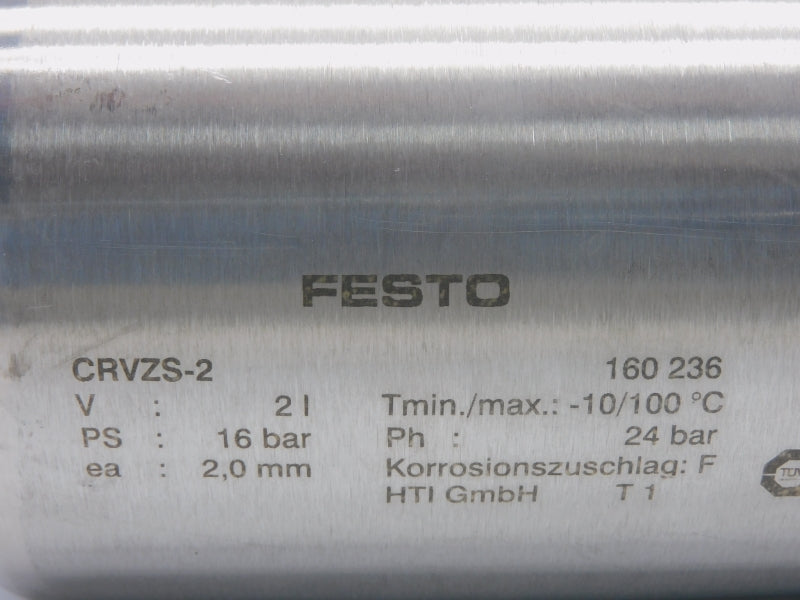 FESTO
CRVZS-2 160 236
V : 2 l Tmin./max.: -10/100 °C
PS : 16 bar Ph : 24 bar
ea : 2,0 mm Korrosionszuschlag: F
HTI GmbH T 1
TÜV